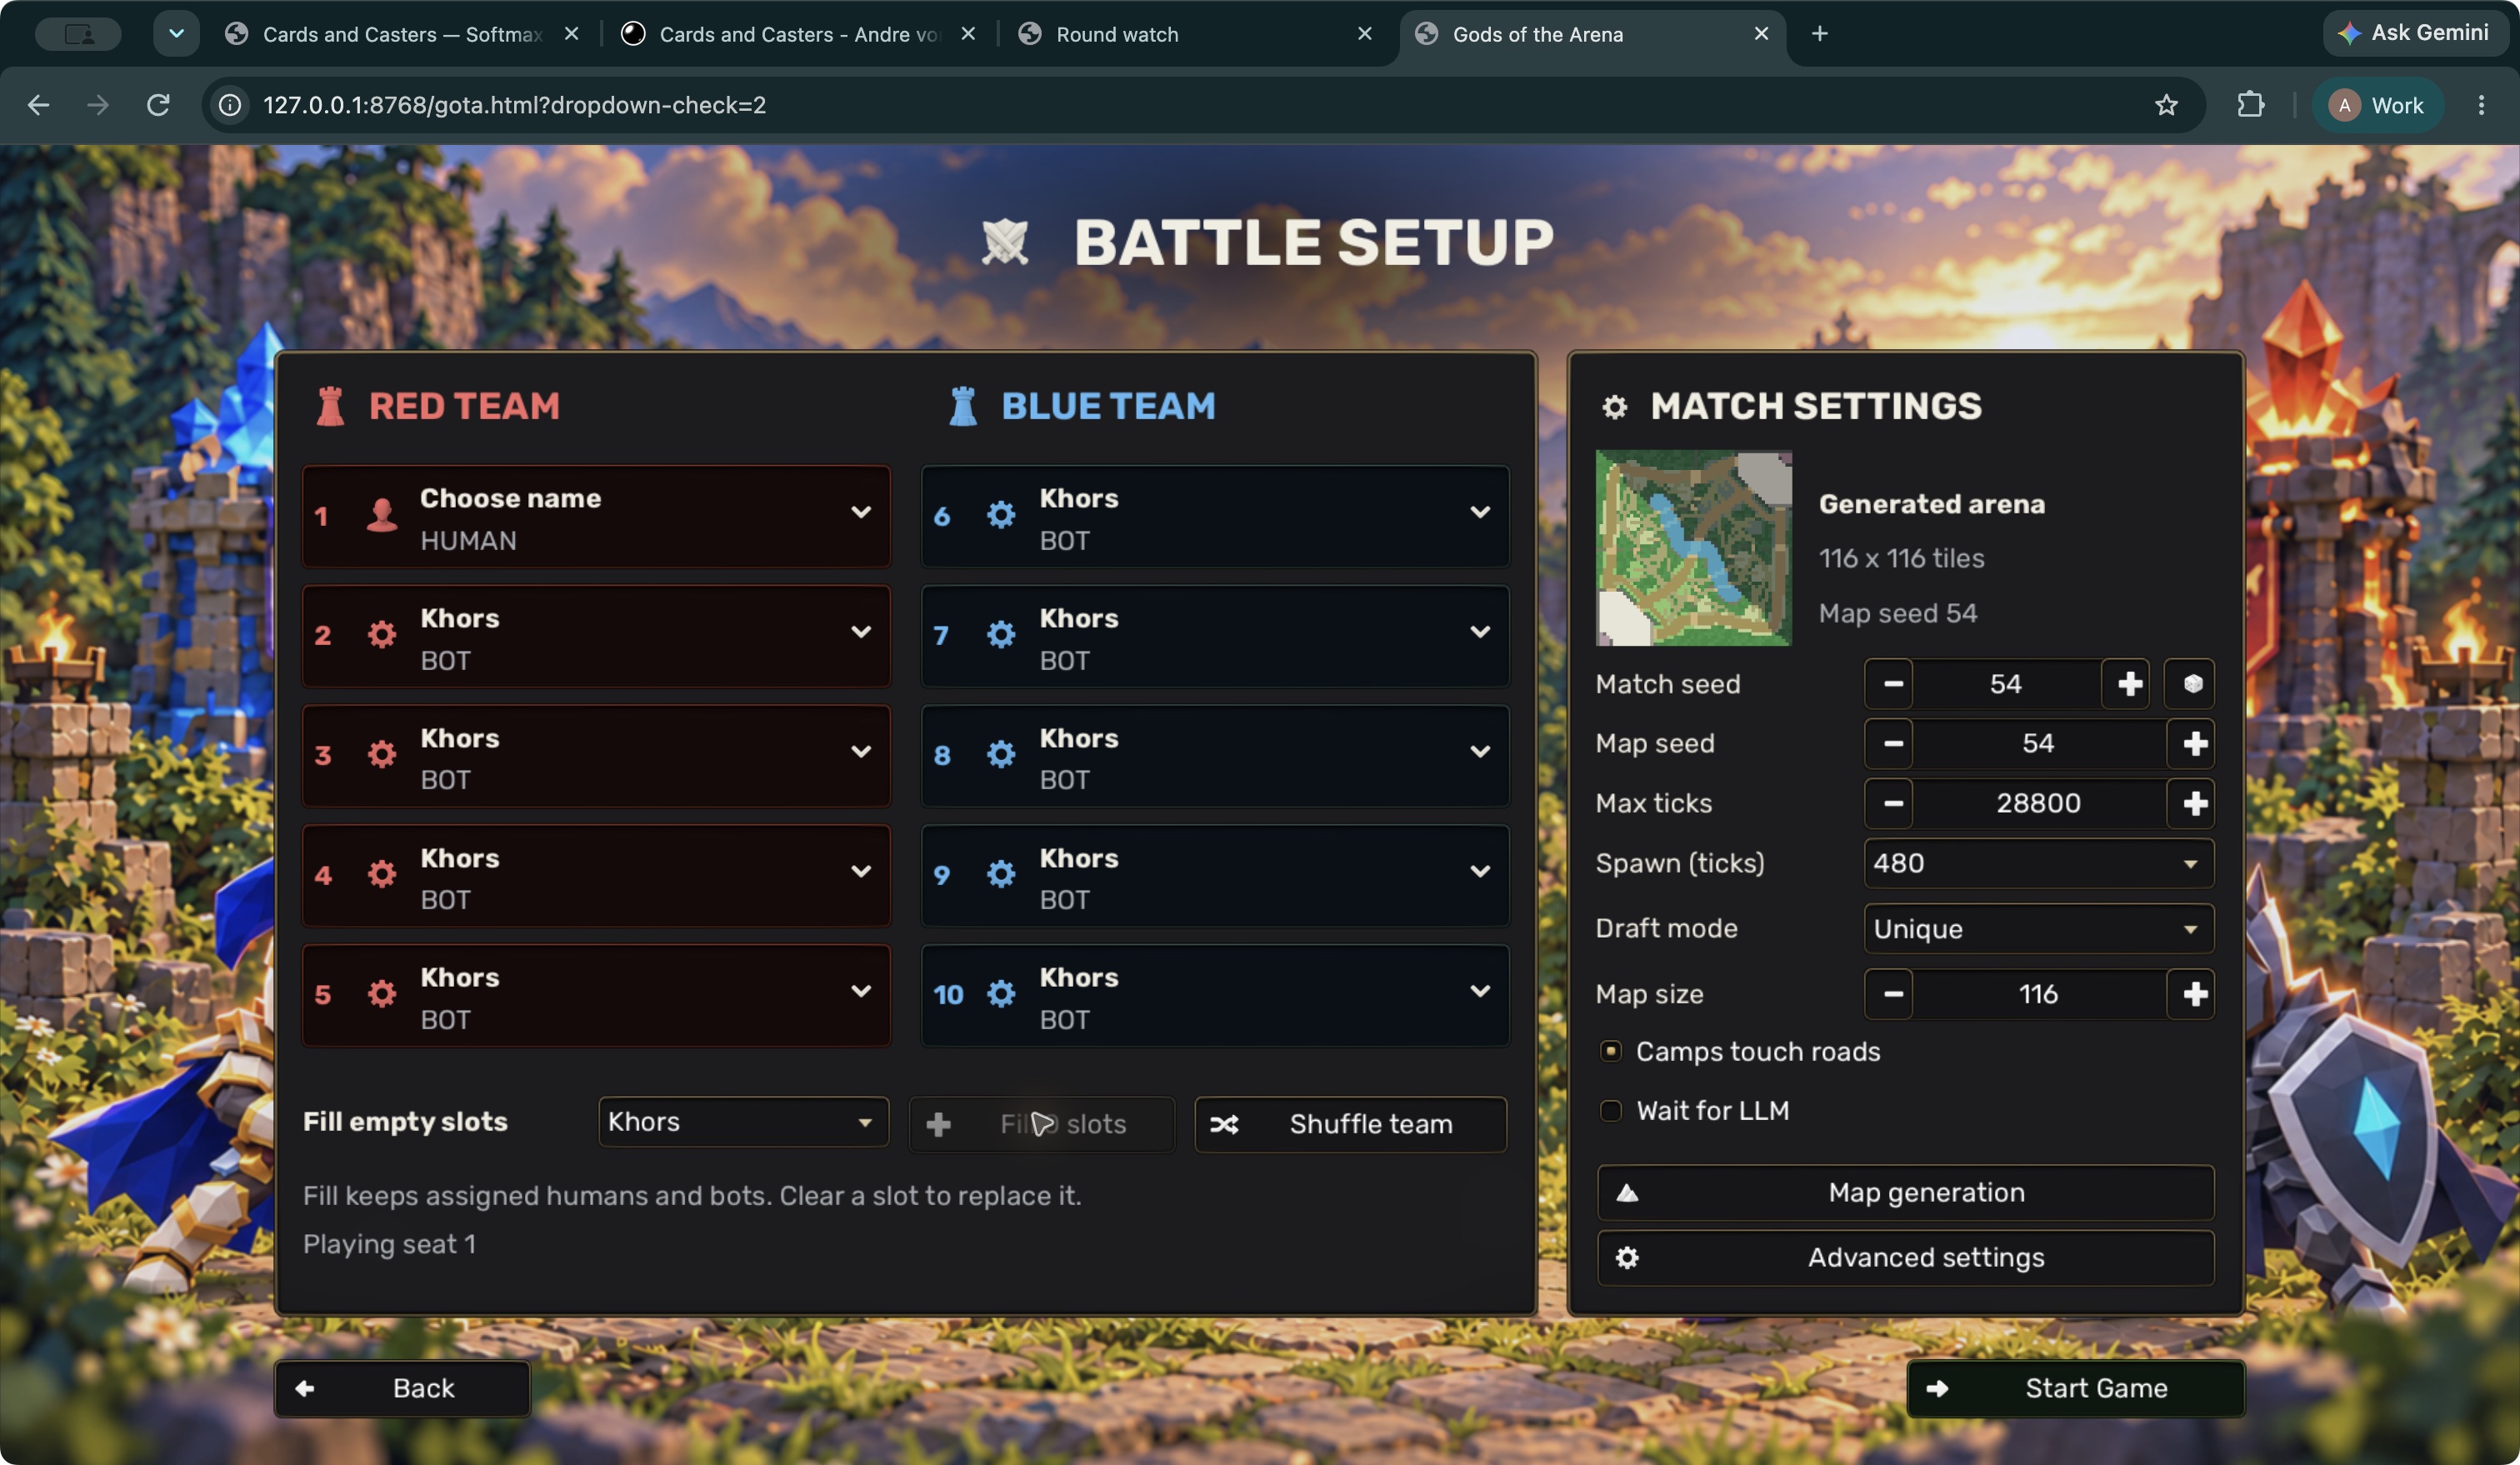 Cards and Casters — Softmax
Cards and Casters - Andre vo
Round watch
Gods of the Arena
Ask Gemini
127.0.0.1:8768/gota.html?dropdown-check=2
A
Work
BATTLE SETUP
RED TEAM
1
Choose name
HUMAN
2
Khors
BOT
3
Khors
BOT
4
Khors
BOT
5
Khors
BOT
BLUE TEAM
6
Khors
BOT
7
Khors
BOT
8
Khors
BOT
9
Khors
BOT
10
Khors
BOT
Fill empty slots
Khors
slots
Shuffle team
Fill keeps assigned humans and bots. Clear a slot to replace it.
Playing seat 1
MATCH SETTINGS
Generated arena
116 x 116 tiles
Map seed 54
Match seed
54
Map seed
54
Max ticks
28800
Spawn (ticks)
480
Draft mode
Unique
Map size
116
Camps touch roads
Wait for LLM
Map generation
Advanced settings
Back
Start Game